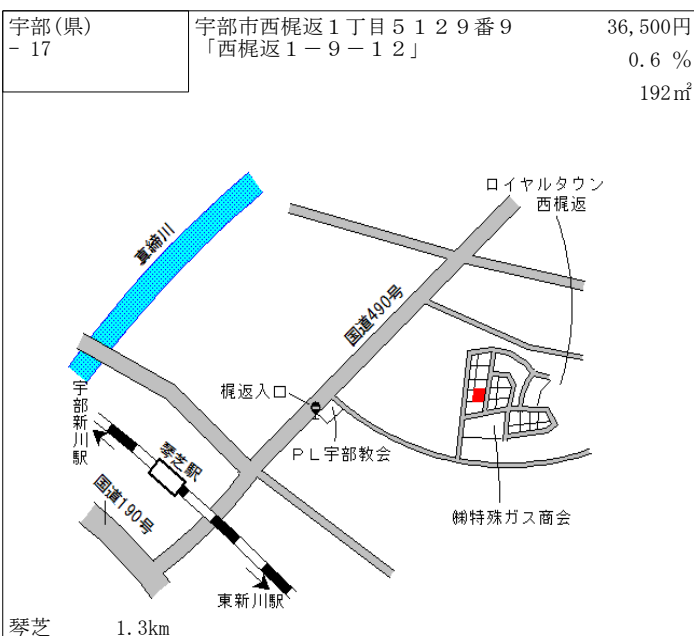 宇部(県)
- 17
宇部市西梶返１丁目５１２９番９
「西梶返１－９－１２」
36,500円
0.6 %
192㎡
ロイヤルタウン
西梶返
真締川
国道490号
梶返入口
宇部新川駅
琴芝駅
ＰＬ宇部教会
国道190号
㈱特殊ガス商会
東新川駅
琴芝 1.3km